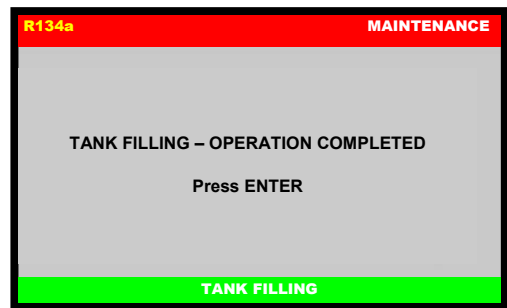 R134a MAINTENANCE
TANK FILLING – OPERATION COMPLETED
Press ENTER
TANK FILLING